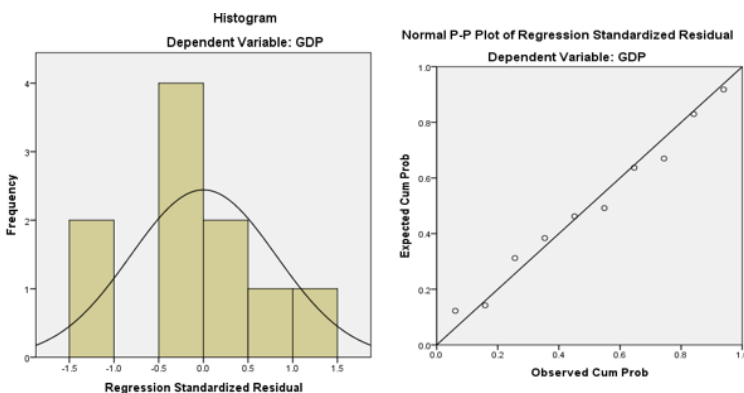 Histogram
Dependent Variable: GDP
4
3
2
1
0
Frequency
-1.5 -1.0 -0.5 0.0 0.5 1.0 1.5
Regression Standardized Residual
Normal P-P Plot of Regression Standardized Residual
Dependent Variable: GDP
1.0
0.8
0.6
0.4
0.2
0.0
Expected Cum Prob
0.0 0.2 0.4 0.6 0.8 1.0
Observed Cum Prob